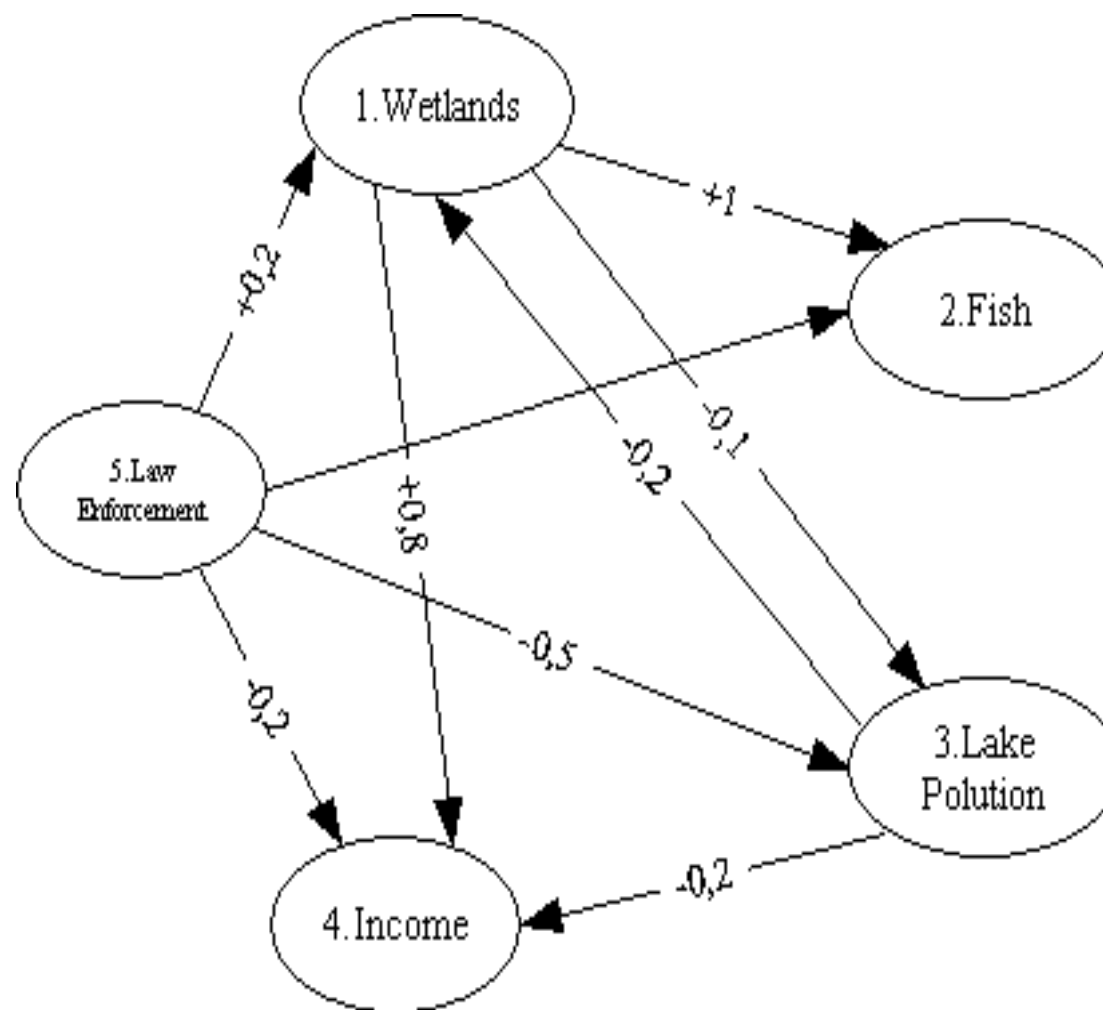 1.Wetlands
+1
+0,2
2.Fish
-0,1
-0,2
5.Law
Enforcement
+0,8
-0,5
-0,2
3.Lake
Polution
-0,2
4.Income